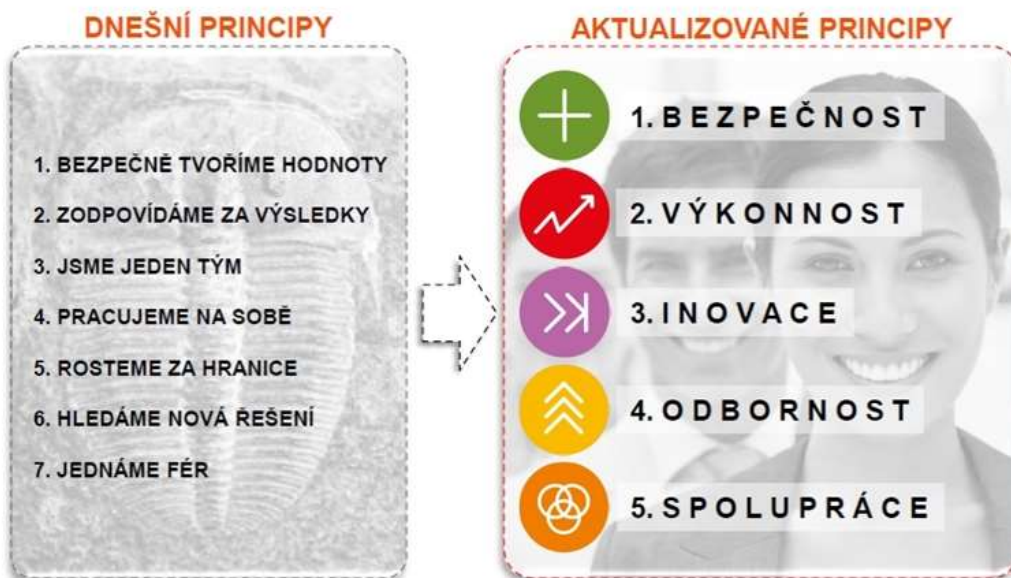 DNEŠNÍ PRINCIPY
1. BEZPEČNĚ TVOŘÍME HODNOTY
2. ZODPOVÍDÁME ZA VÝSLEDKY
3. JSME JEDEN TÝM
4. PRACUJEME NA SOBĚ
5. ROSTEME ZA HRANICE
6. HLEDÁME NOVÁ ŘEŠENÍ
7. JEDNÁME FÉR
AKTUALIZOVANÉ PRINCIPY
1. BEZPEČNOST
2. VÝKONNOST
3. INOVACE
4. ODBORNOST
5. SPOLUPRÁCE